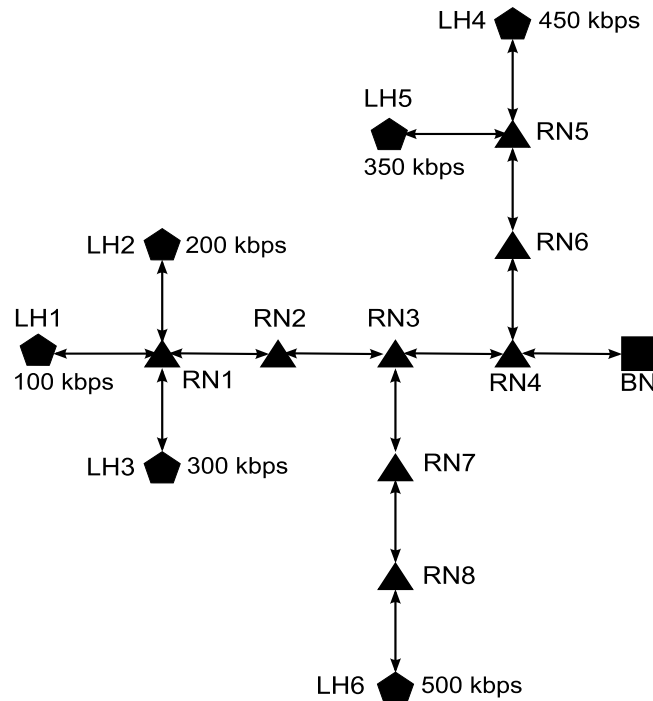 LH4 450 kbps
LH5
RN5
350 kbps
LH2 200 kbps
RN6
LH1
RN2
RN3
100 kbps
RN1
RN4
BN
LH3 300 kbps
RN7
RN8
LH6 500 kbps